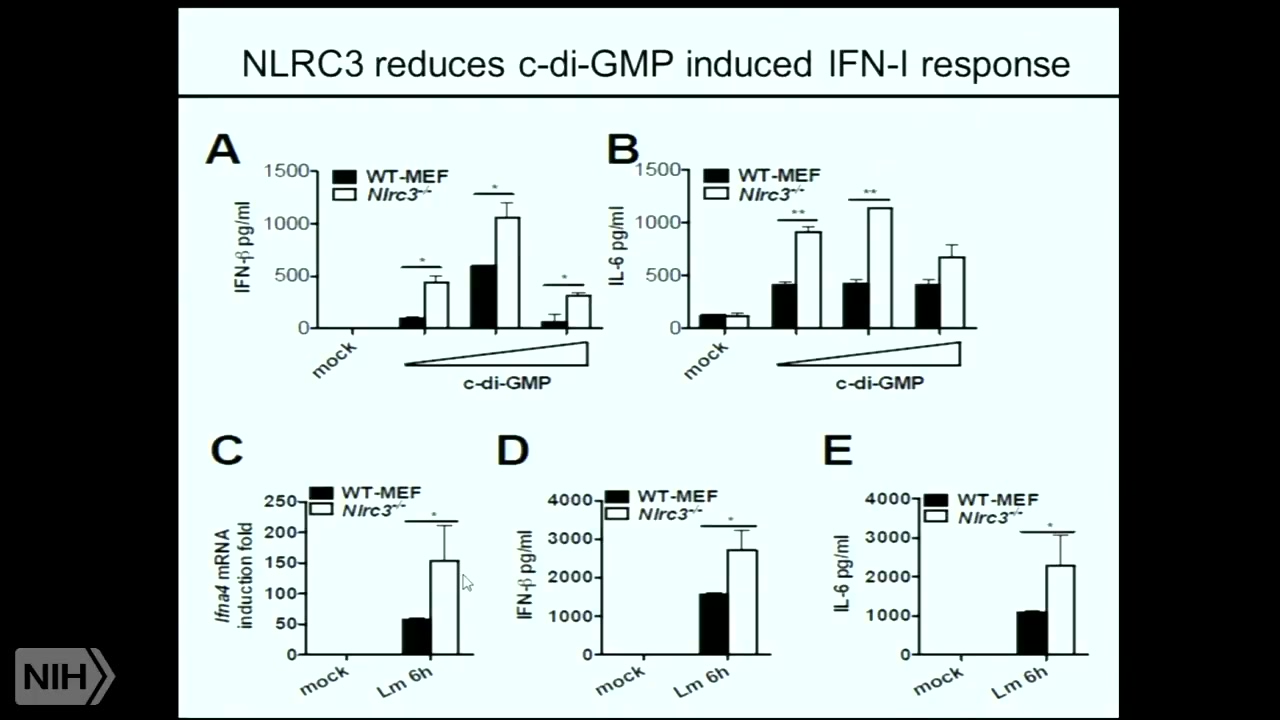 NLRC3 reduces c-di-GMP induced IFN-I response
A
WT-MEF
Nlrc3-/-
IFN-β pg/ml
1500
1000
500
0
*
*
*
mock
c-di-GMP
B
WT-MEF
Nlrc3-/-
IL-6 pg/ml
1500
1000
500
0
**
**
mock
c-di-GMP
C
WT-MEF
Nlrc3-/-
Ifna4 mRNA
induction fold
250
200
150
100
50
0
*
mock
Lm 6h
D
WT-MEF
Nlrc3-/-
IFN-β pg/ml
4000
3000
2000
1000
0
*
mock
Lm 6h
E
WT-MEF
Nlrc3-/-
IL-6 pg/ml
4000
3000
2000
1000
0
*
mock
Lm 6h
NIH